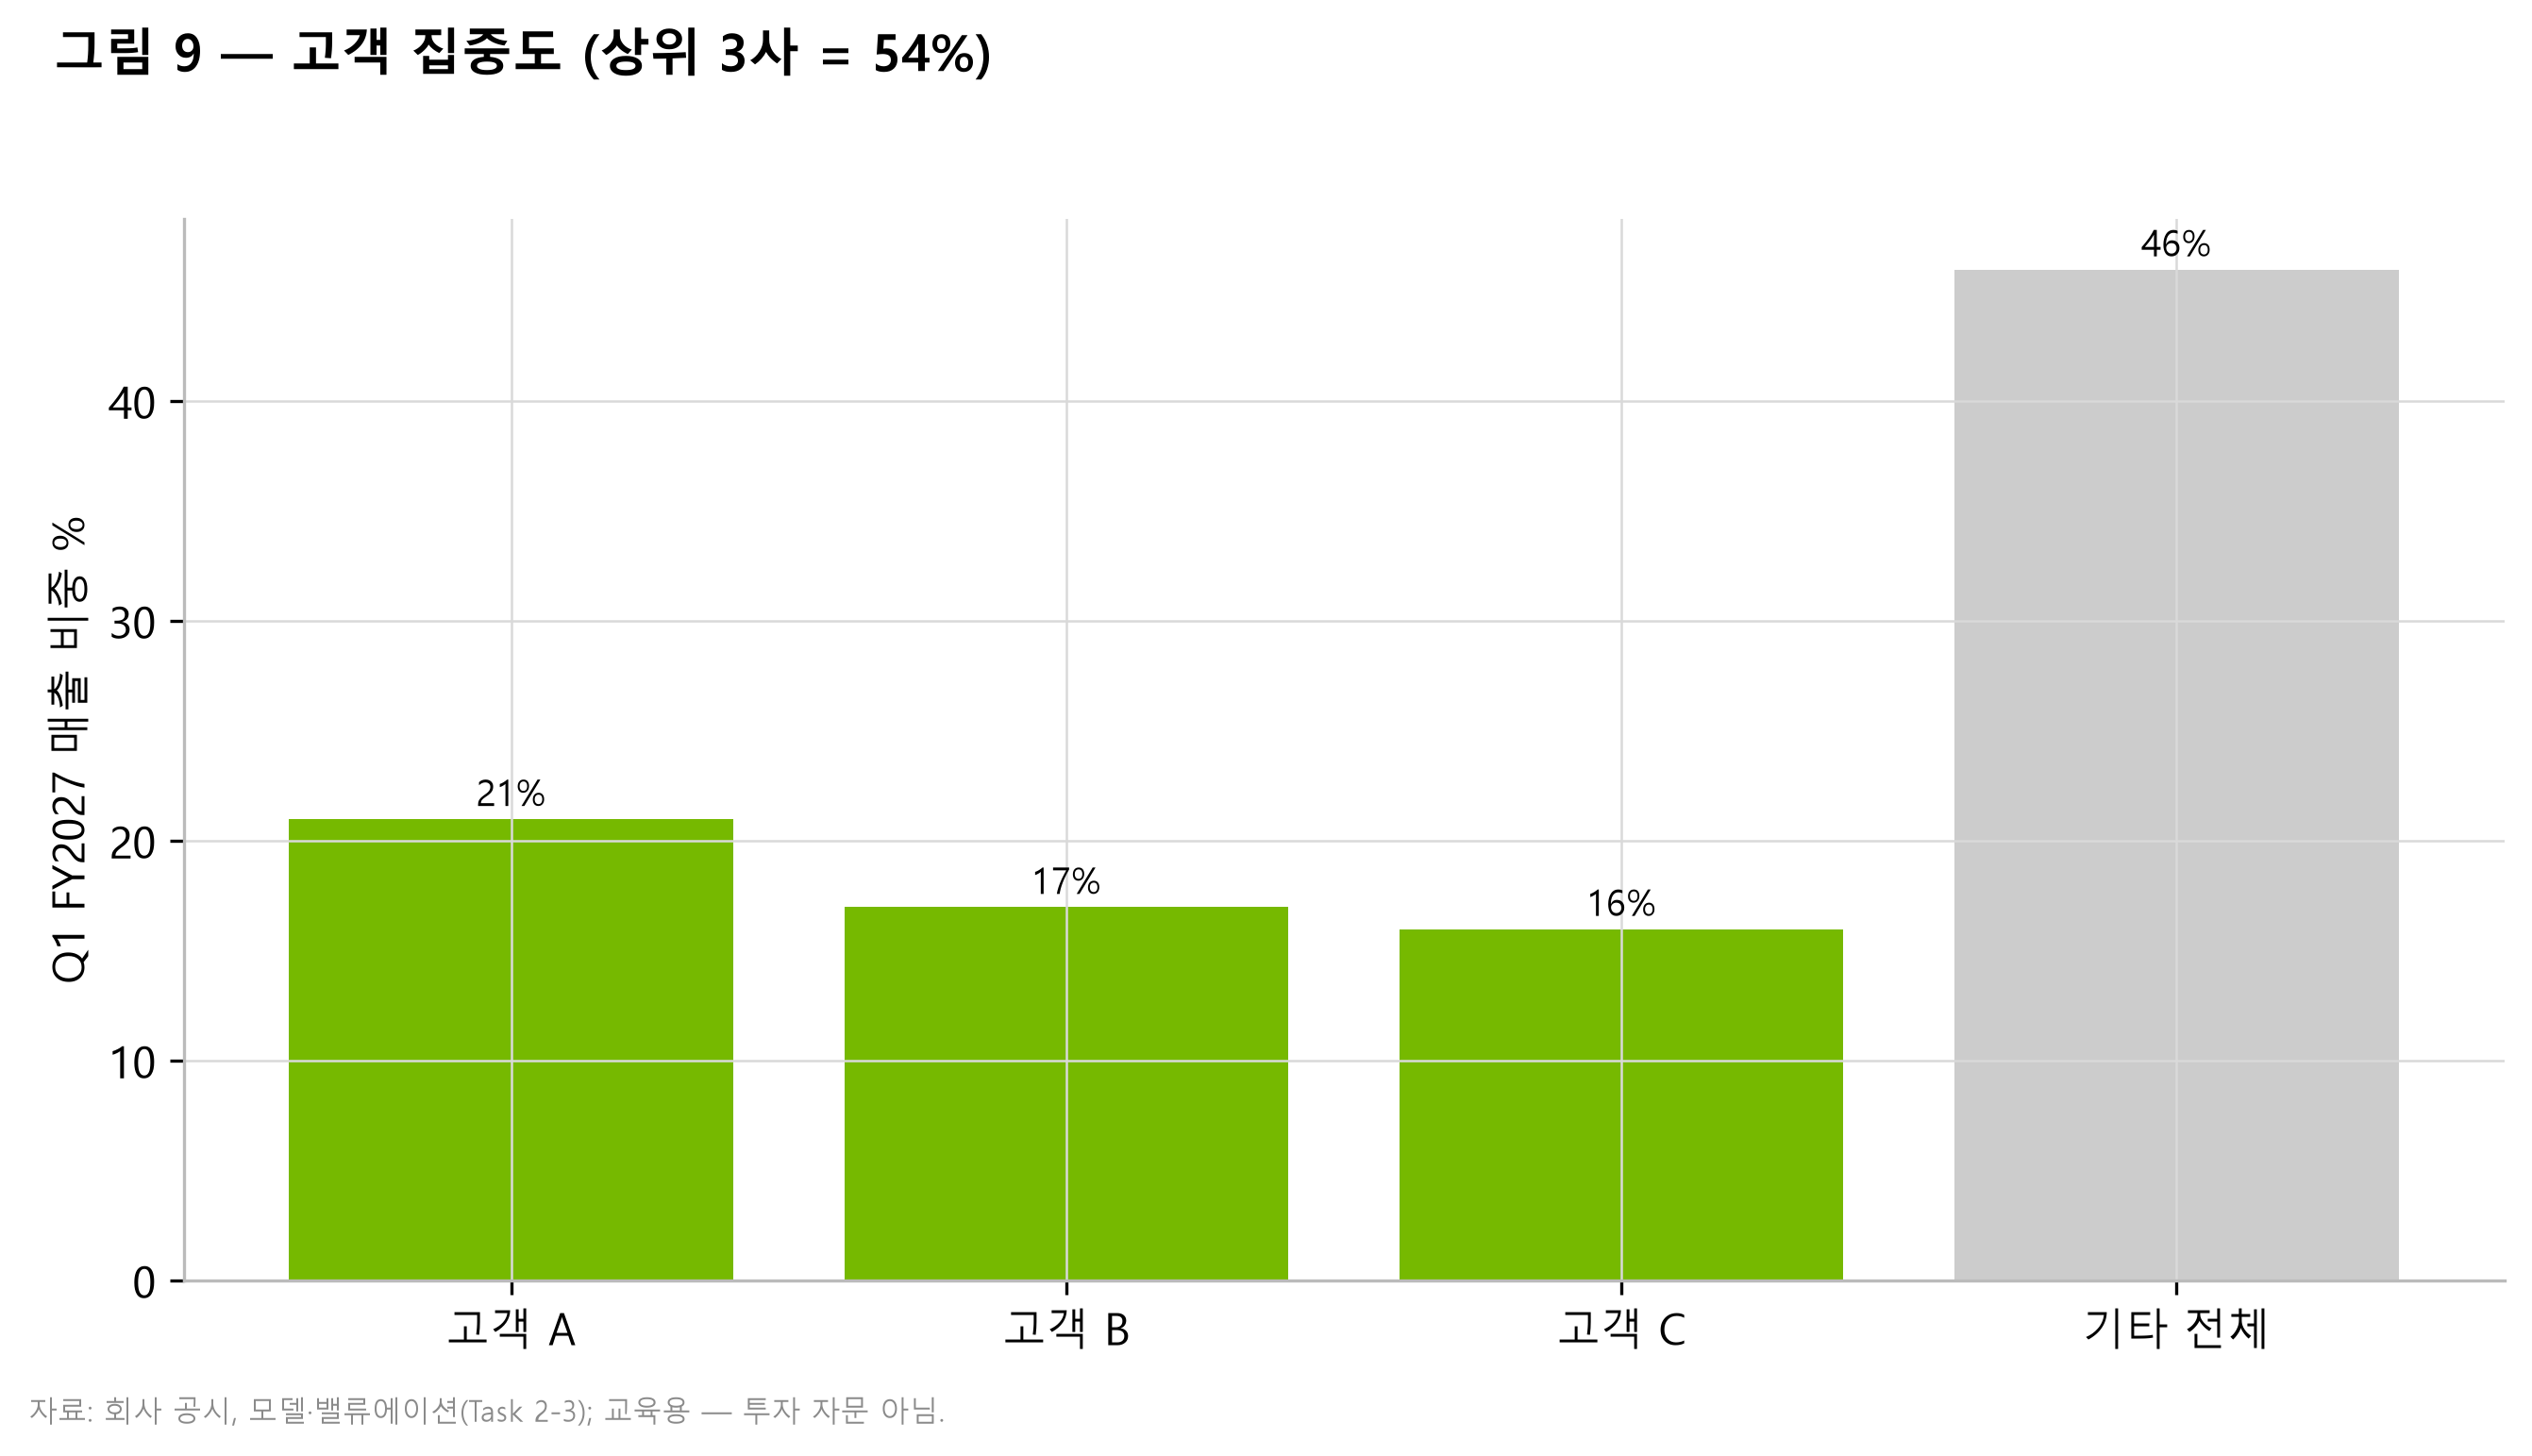 그림 9 — 고객 집중도 (상위 3사 = 54%)
Q1 FY2027 매출 비중 %
40
30
20
10
0
21%
17%
16%
46%
고객 A
고객 B
고객 C
기타 전체
자료: 회사 공시, 모델·밸류에이션(Task 2-3); 교육용 — 투자 자문 아님.